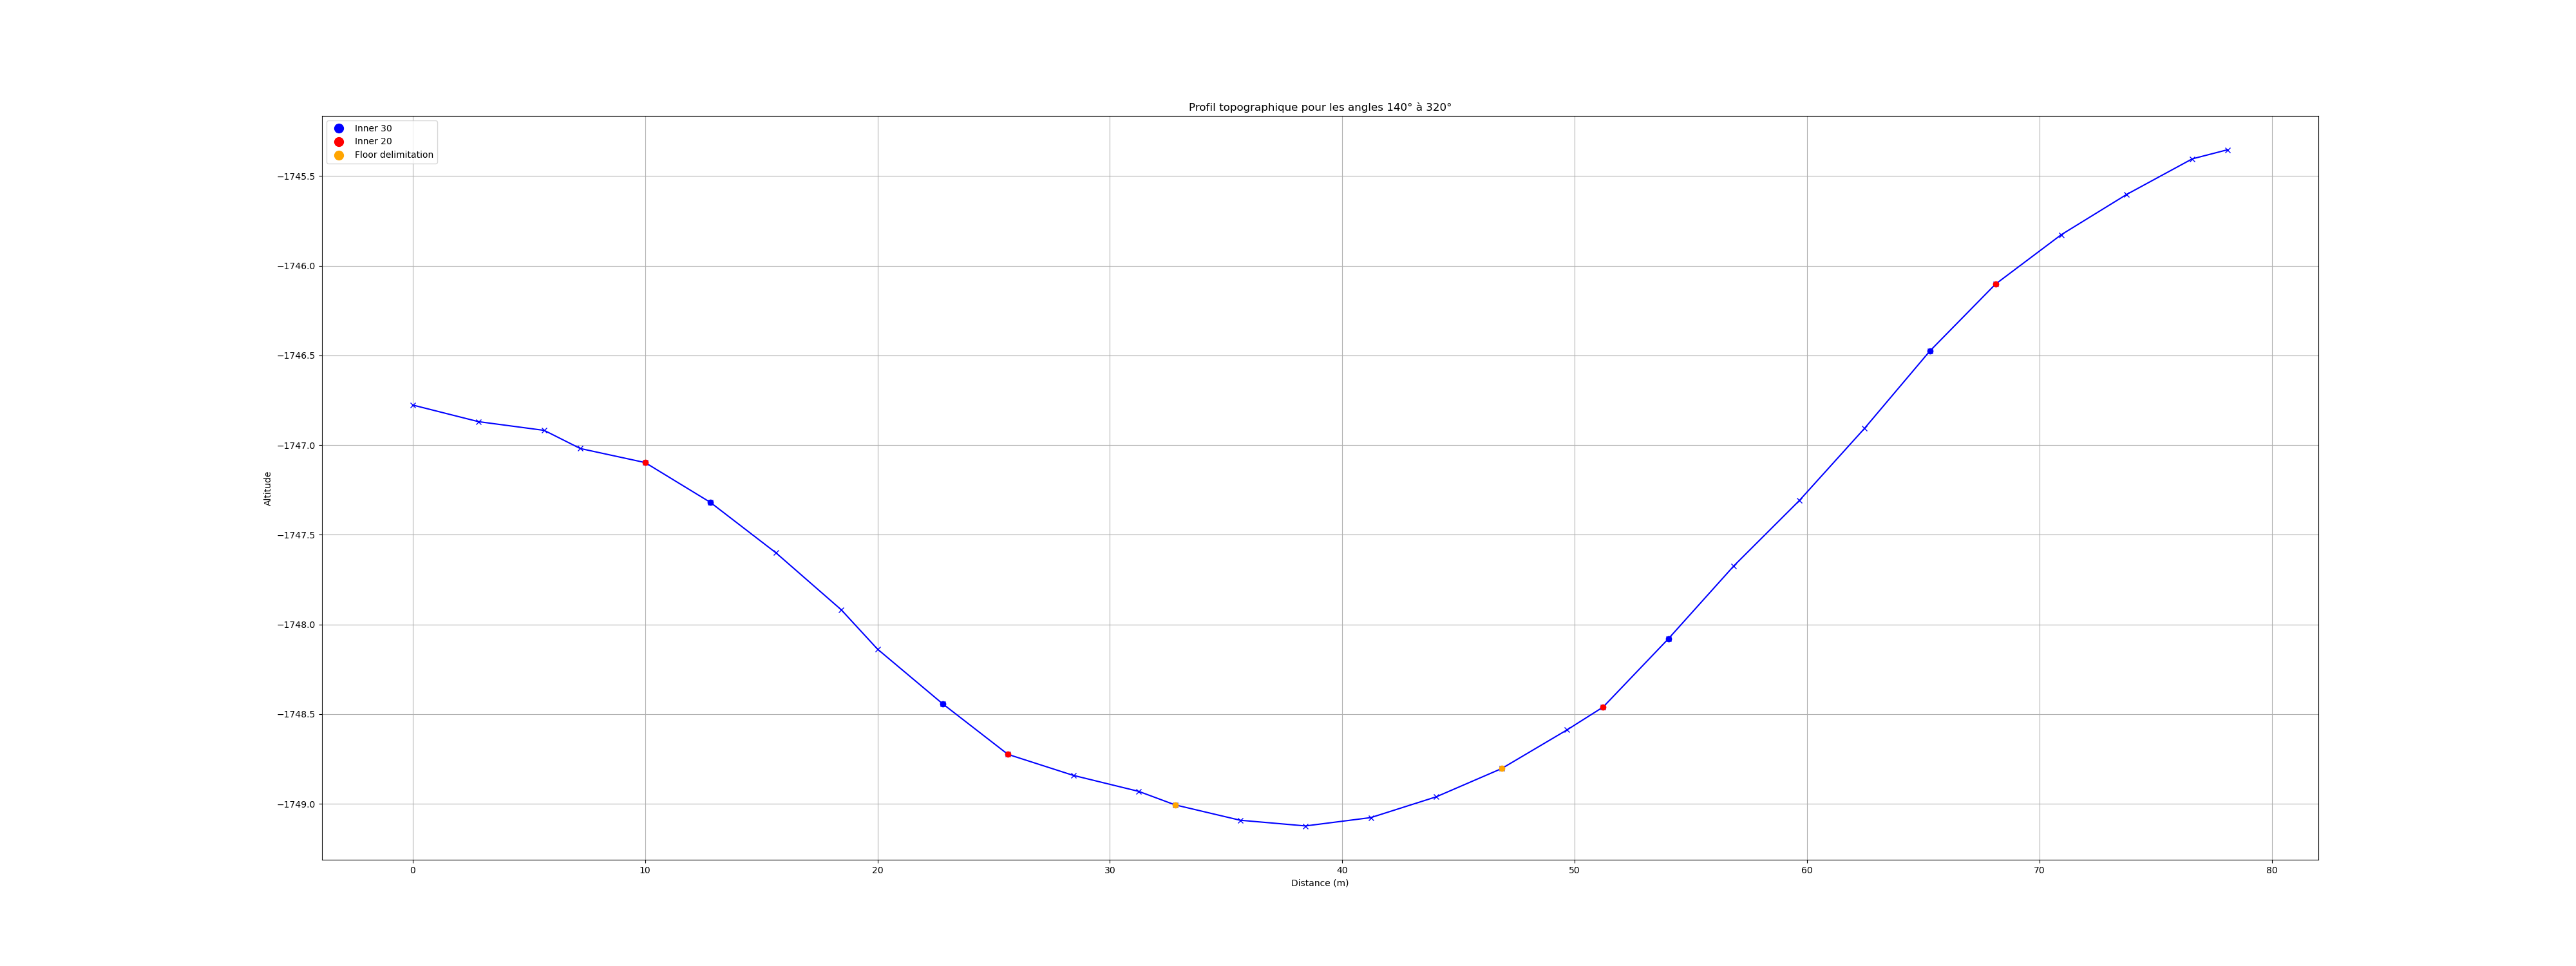 Profil topographique pour les angles 140° à 320°
Inner 30
Inner 20
Floor delimitation
Altitude
−1745.5
−1746.0
−1746.5
−1747.0
−1747.5
−1748.0
−1748.5
−1749.0
0 10 20 30 40 50 60 70 80
Distance (m)